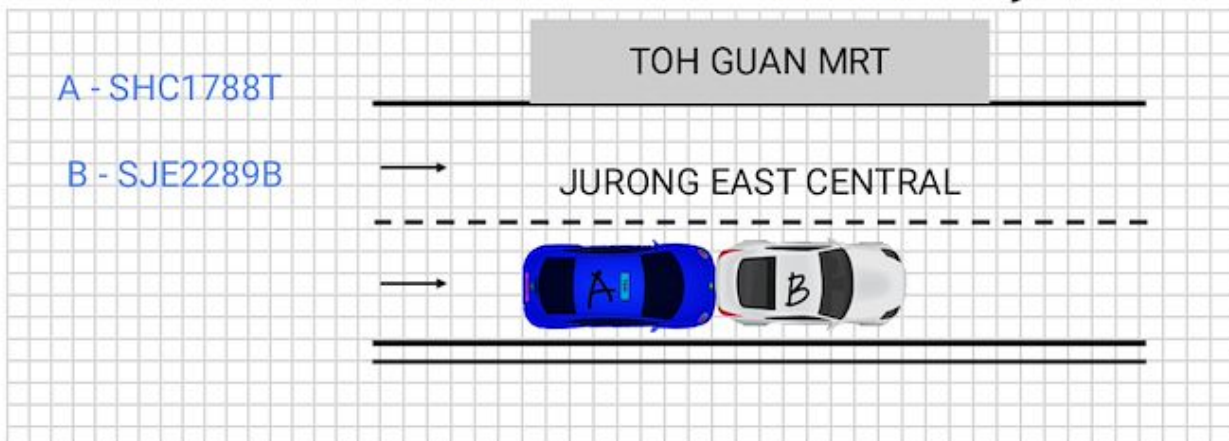 TOH GUAN MRT
A - SHC1788T
B - SJE2289B
JURONG EAST CENTRAL
A
B